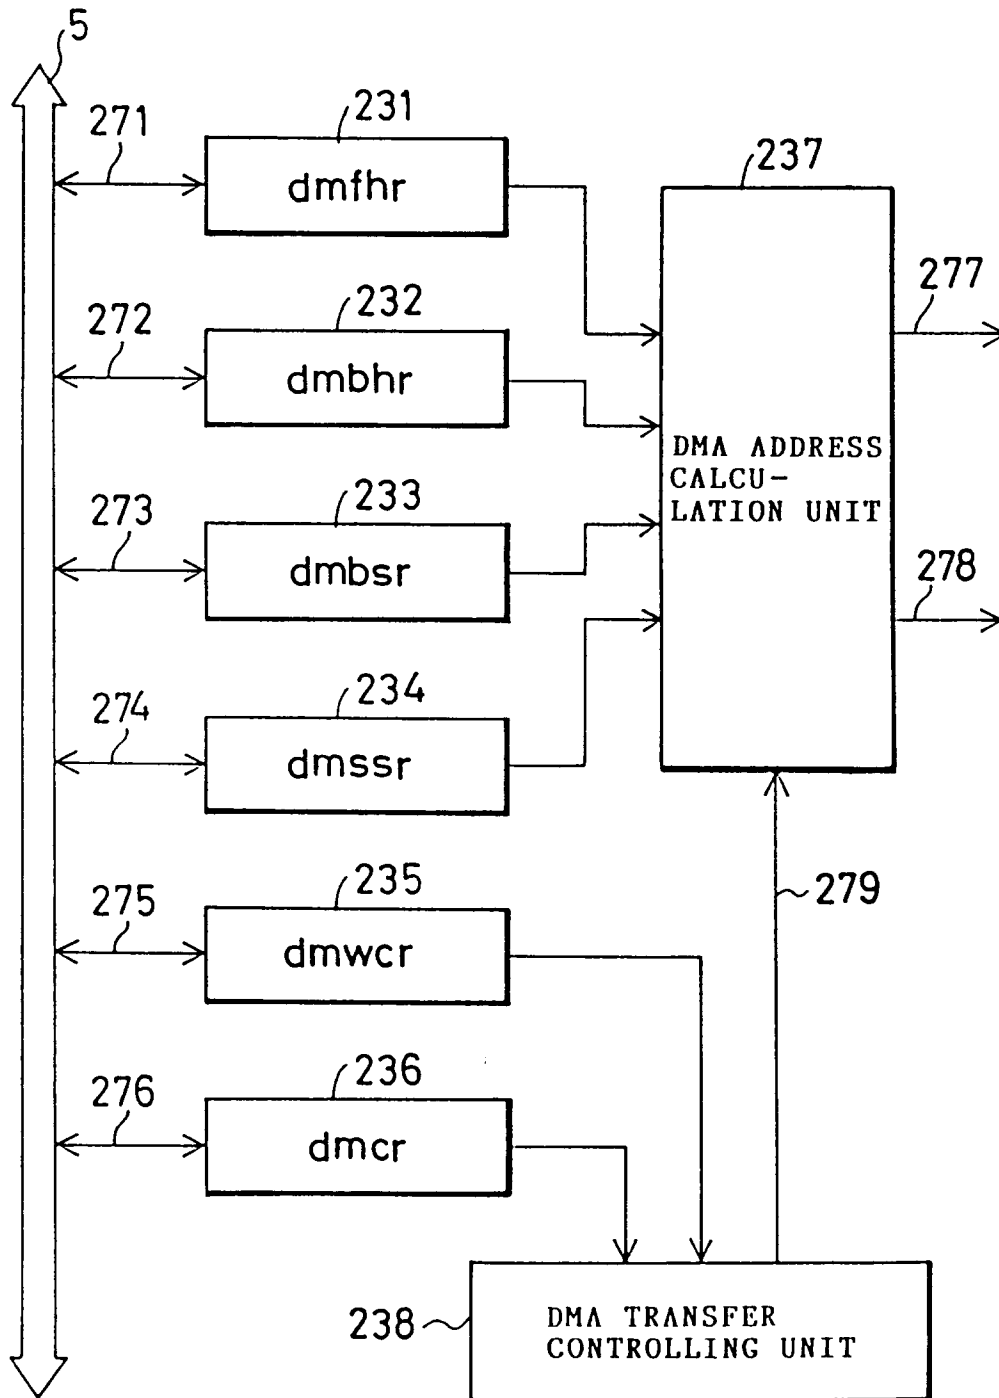 5
271
231
dmfhr
237
277
272
232
dmbhr
DMA ADDRESS
CALCU-
LATION UNIT
273
233
dmbsr
278
274
234
dmssr
279
275
235
dmwcr
276
236
dmcr
238
DMA TRANSFER
CONTROLLING UNIT